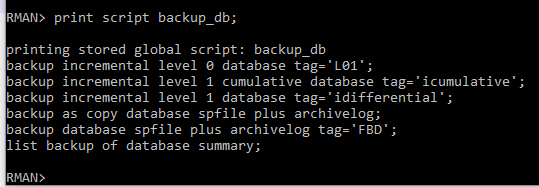 RMAN> print script backup_db;
printing stored global script: backup_db
backup incremental level 0 database tag='L01';
backup incremental level 1 cumulative database tag='icumulative';
backup incremental level 1 database tag='idifferential';
backup as copy database spfile plus archivelog;
backup database spfile plus archivelog tag='FBD';
list backup of database summary;
RMAN>